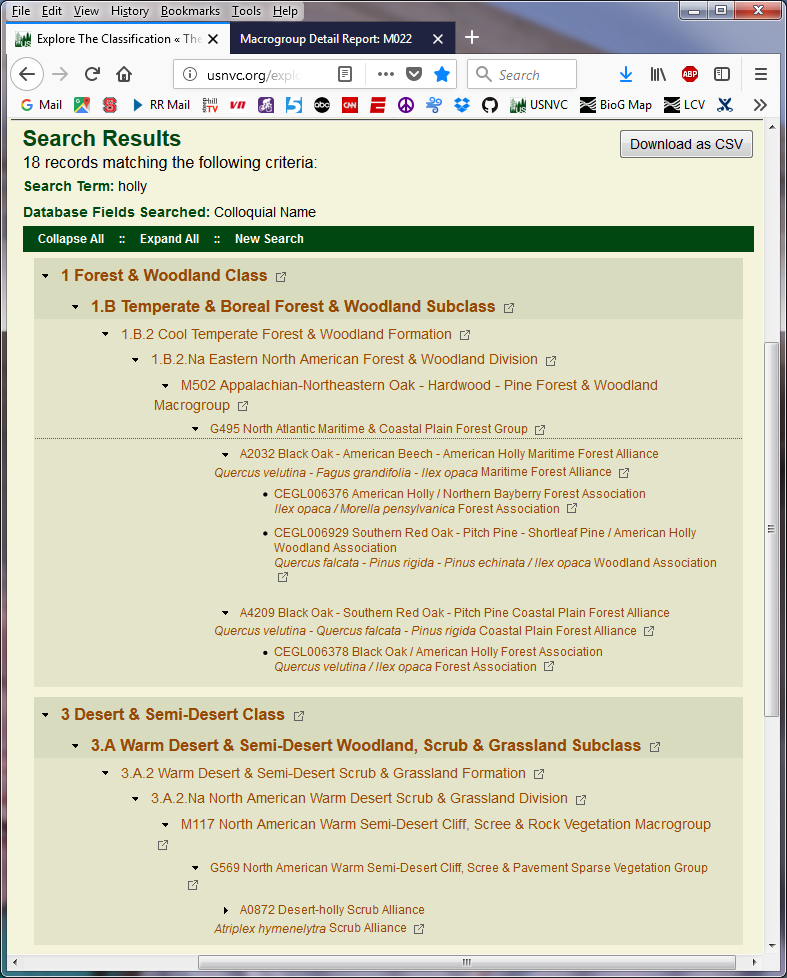 File Edit View History Bookmarks Tools Help
Explore The Classification « The
Macrogroup Detail Report: M022
usnvc.org/explo
Search
ABP
Mail
RR Mail
hill TV
abc
CNN
USNVC
BioG Map
LCV
Search Results
Download as CSV
18 records matching the following criteria:
Search Term: holly
Database Fields Searched: Colloquial Name
Collapse All :: Expand All :: New Search
1 Forest & Woodland Class
1.B Temperate & Boreal Forest & Woodland Subclass
1.B.2 Cool Temperate Forest & Woodland Formation
1.B.2.Na Eastern North American Forest & Woodland Division
M502 Appalachian-Northeastern Oak - Hardwood - Pine Forest & Woodland
Macrogroup
G495 North Atlantic Maritime & Coastal Plain Forest Group
A2032 Black Oak - American Beech - American Holly Maritime Forest Alliance
Quercus velutina - Fagus grandifolia - Ilex opaca Maritime Forest Alliance
• CEGL006376 American Holly / Northern Bayberry Forest Association
Ilex opaca / Morella pensylvanica Forest Association
• CEGL006929 Southern Red Oak - Pitch Pine - Shortleaf Pine / American Holly
Woodland Association
Quercus falcata - Pinus rigida - Pinus echinata / Ilex opaca Woodland Association
A4209 Black Oak - Southern Red Oak - Pitch Pine Coastal Plain Forest Alliance
Quercus velutina - Quercus falcata - Pinus rigida Coastal Plain Forest Alliance
• CEGL006378 Black Oak / American Holly Forest Association
Quercus velutina / Ilex opaca Forest Association
3 Desert & Semi-Desert Class
3.A Warm Desert & Semi-Desert Woodland, Scrub & Grassland Subclass
3.A.2 Warm Desert & Semi-Desert Scrub & Grassland Formation
3.A.2.Na North American Warm Desert Scrub & Grassland Division
M117 North American Warm Semi-Desert Cliff, Scree & Rock Vegetation Macrogroup
G569 North American Warm Semi-Desert Cliff, Scree & Pavement Sparse Vegetation Group
A0872 Desert-holly Scrub Alliance
Atriplex hymenelytra Scrub Alliance